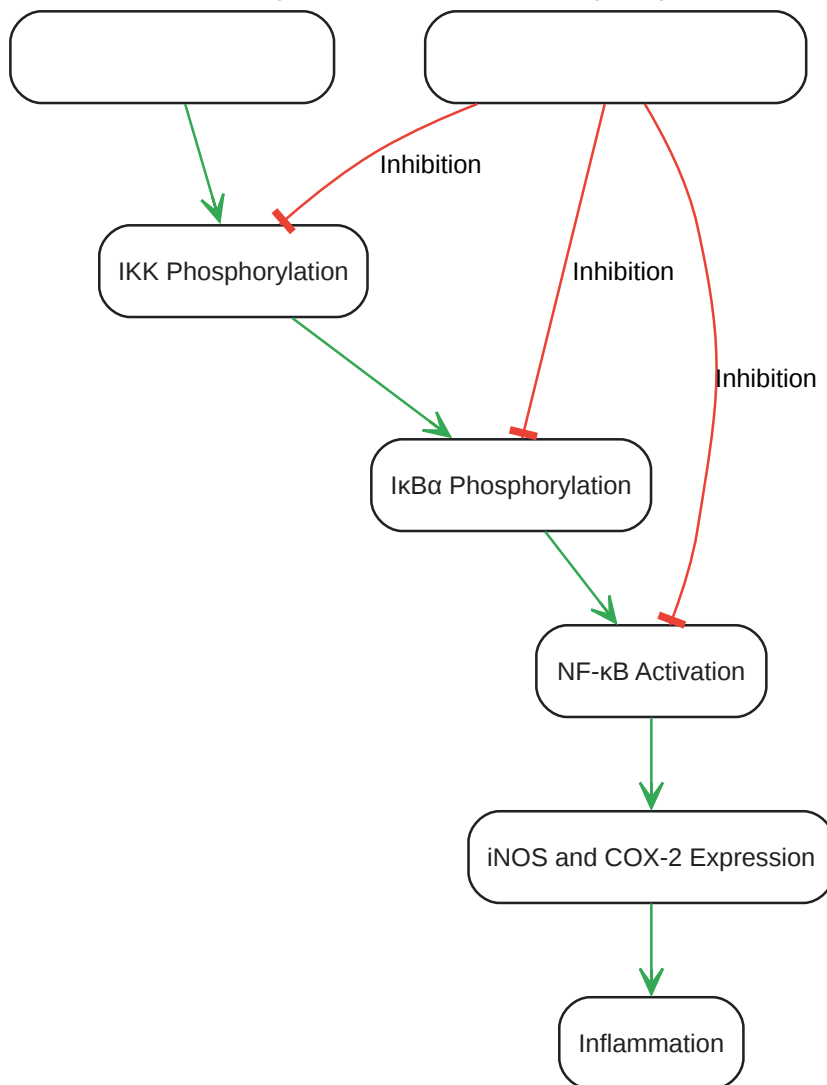 Inhibition
IKK Phosphorylation
Inhibition
Inhibition
IκBα Phosphorylation
NF-κB Activation
iNOS and COX-2 Expression
Inflammation